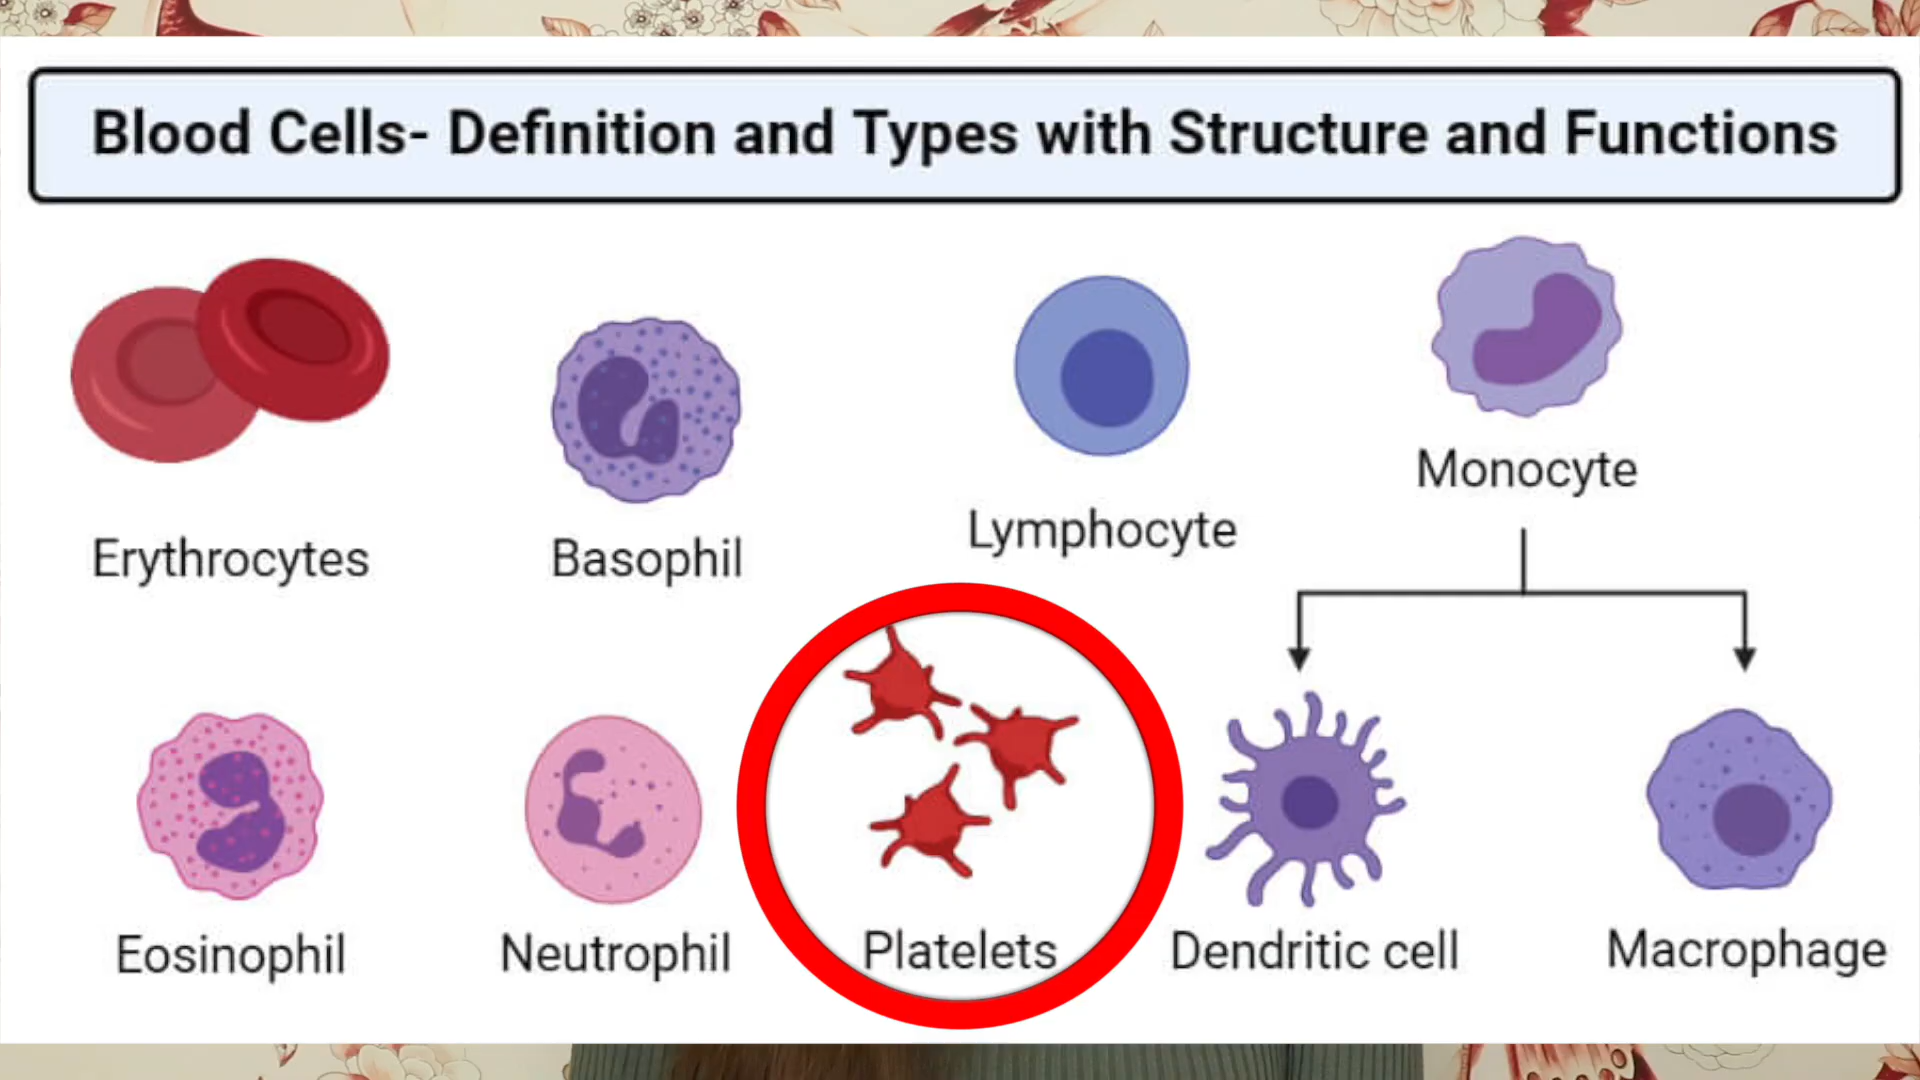 Blood Cells- Definition and Types with Structure and Functions
Erythrocytes
Basophil
Lymphocyte
Monocyte
Eosinophil
Neutrophil
Platelets
Dendritic cell
Macrophage